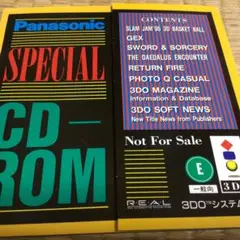 Panasonic
SPECIAL
CD
ROM
CONTENTS
SLAM JAM 95 3D BASKET BALL
GEX
SWORD & SORCERY
THE DAEDALUS ENCOUNTER
RETURN FIRE
PHOTO Q CASUAL
3DO MAGAZINE
Information & Database
3DO SOFT NEWS
New Title News from Publishers
Not For Sale
E
一般向
3D
R·E·A·L
3DO™システム